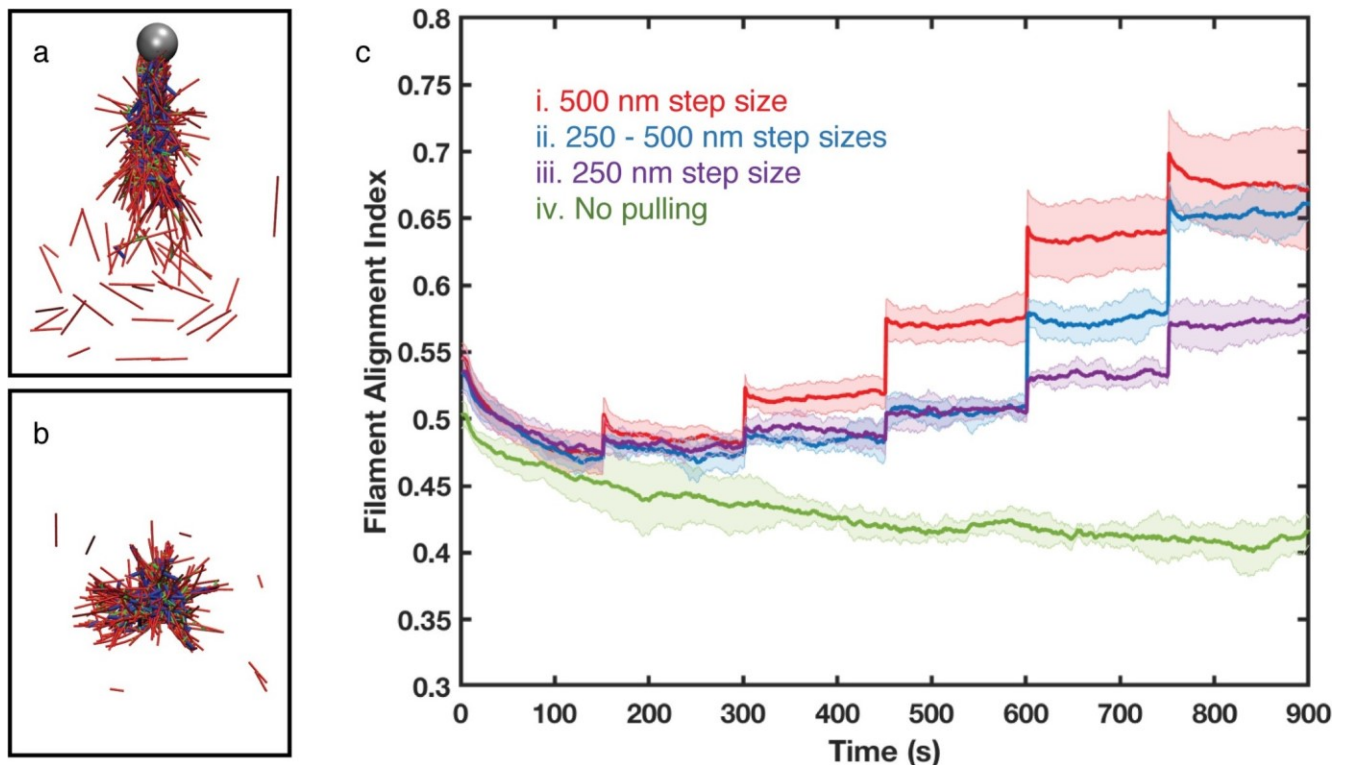 a
b
c
i. 500 nm step size
ii. 250 - 500 nm step sizes
iii. 250 nm step size
iv. No pulling
Filament Alignment Index
0.8
0.75
0.7
0.65
0.6
0.55
0.5
0.45
0.4
0.35
0.3
0 100 200 300 400 500 600 700 800 900
Time (s)